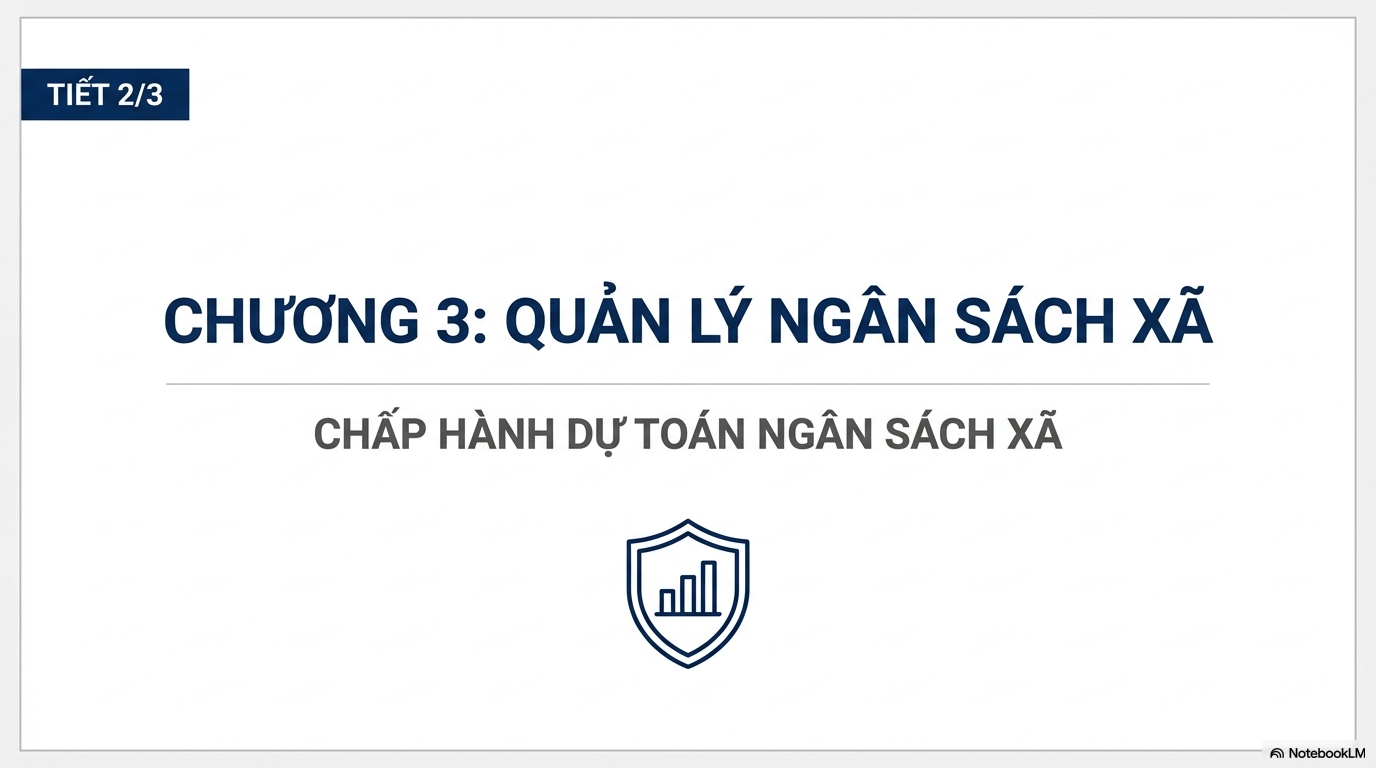 TIẾT 2/3
CHƯƠNG 3: QUẢN LÝ NGÂN SÁCH XÃ
CHẤP HÀNH DỰ TOÁN NGÂN SÁCH XÃ
NotebookLM